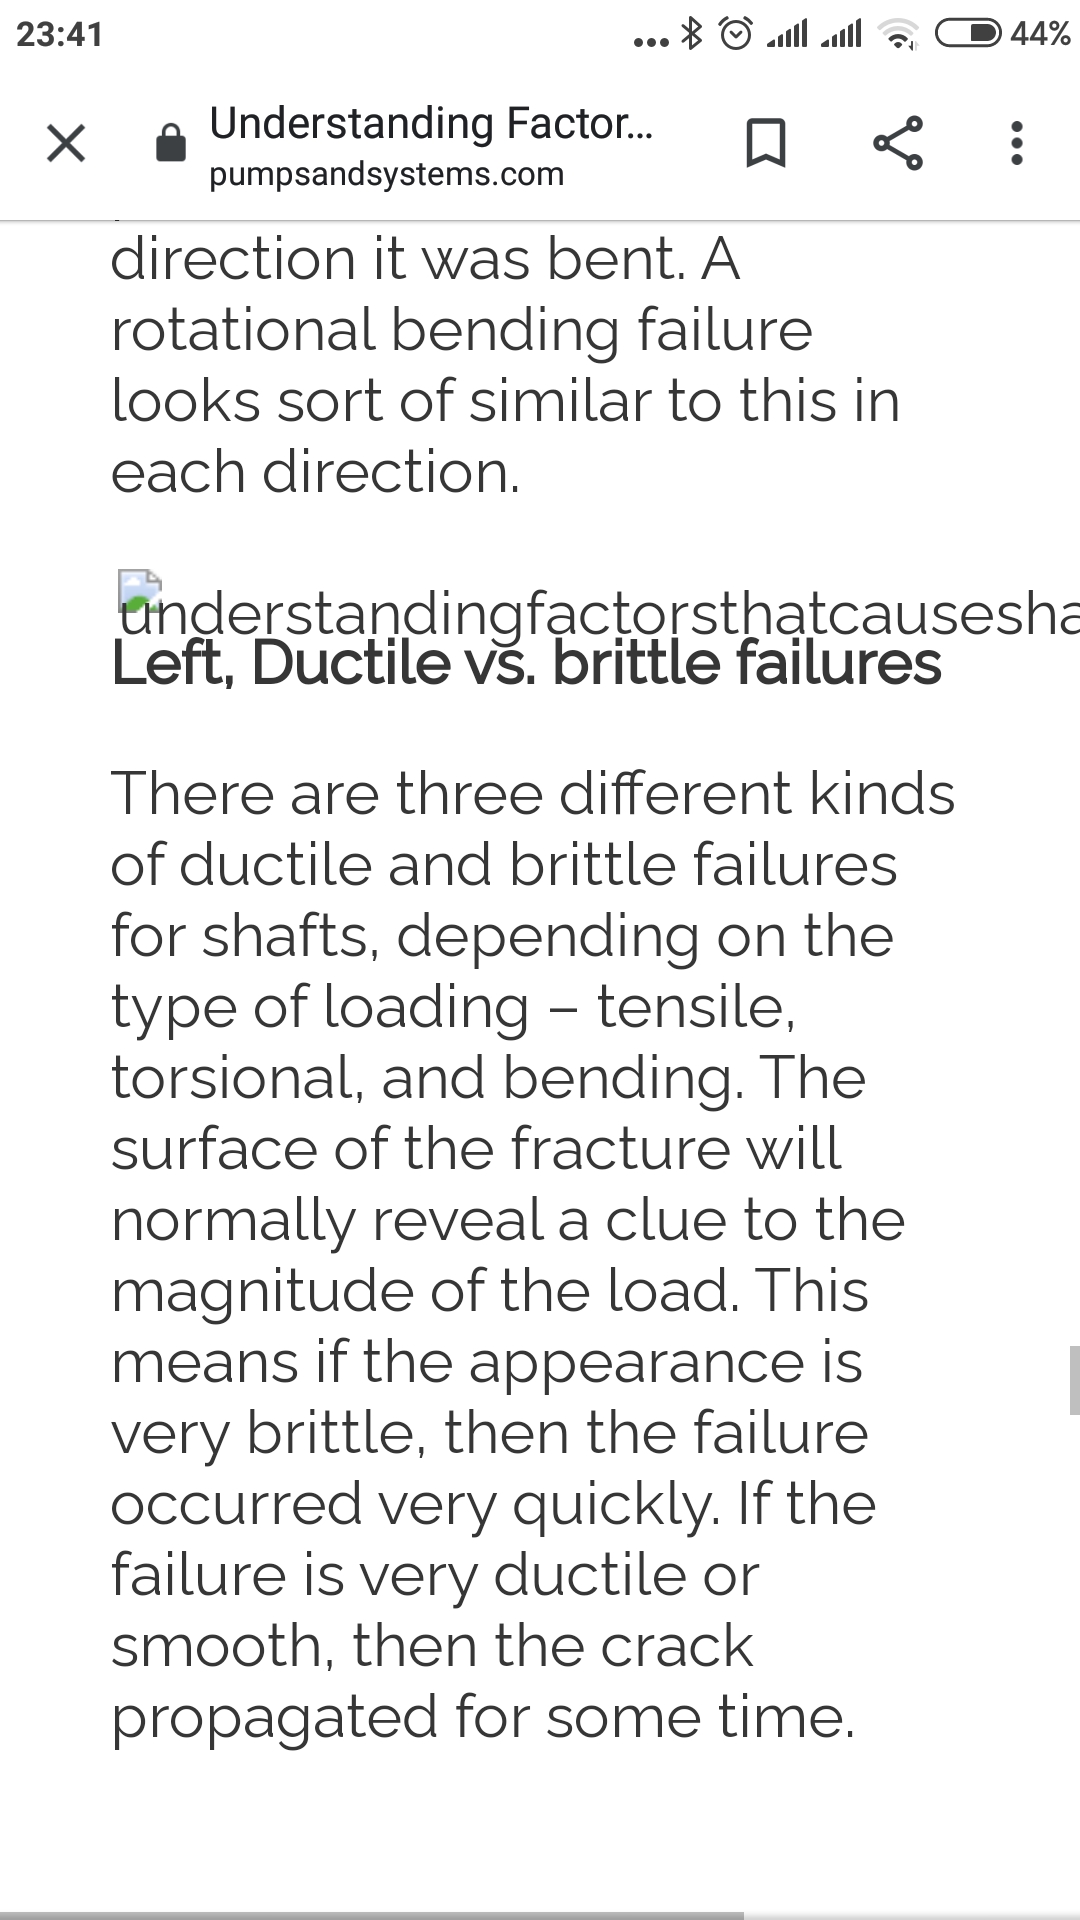 23:41
44%
Understanding Factor...
pumpsandsystems.com
direction it was bent. A
rotational bending failure
looks sort of similar to this in
each direction.
understandingfactorsthatcausesha
Left, Ductile vs. brittle failures
There are three different kinds
of ductile and brittle failures
for shafts, depending on the
type of loading – tensile,
torsional, and bending. The
surface of the fracture will
normally reveal a clue to the
magnitude of the load. This
means if the appearance is
very brittle, then the failure
occurred very quickly. If the
failure is very ductile or
smooth, then the crack
propagated for some time.